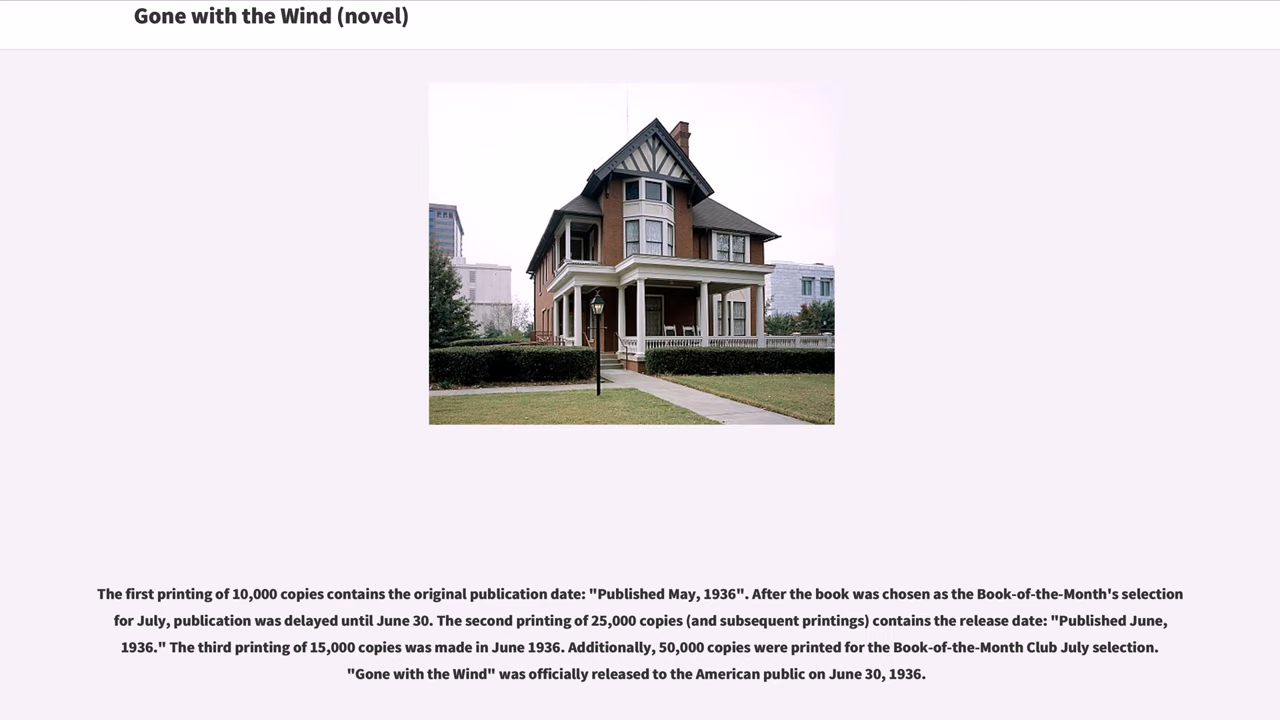 Gone with the Wind (novel)
The first printing of 10,000 copies contains the original publication date: "Published May, 1936". After the book was chosen as the Book-of-the-Month's selection
for July, publication was delayed until June 30. The second printing of 25,000 copies (and subsequent printings) contains the release date: "Published June,
1936." The third printing of 15,000 copies was made in June 1936. Additionally, 50,000 copies were printed for the Book-of-the-Month Club July selection.
"Gone with the Wind" was officially released to the American public on June 30, 1936.